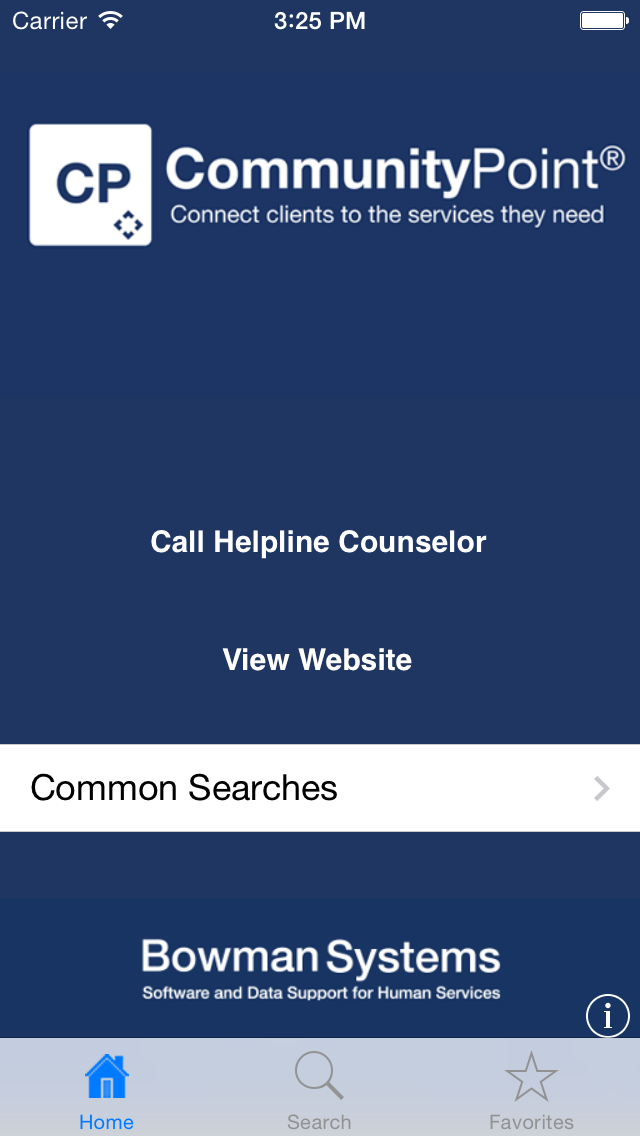 Carrier 3:25 PM
CP
CommunityPoint®
Connect clients to the services they need
Call Helpline Counselor
View Website
Common Searches
Bowman Systems
Software and Data Support for Human Services
i
Home Search Favorites